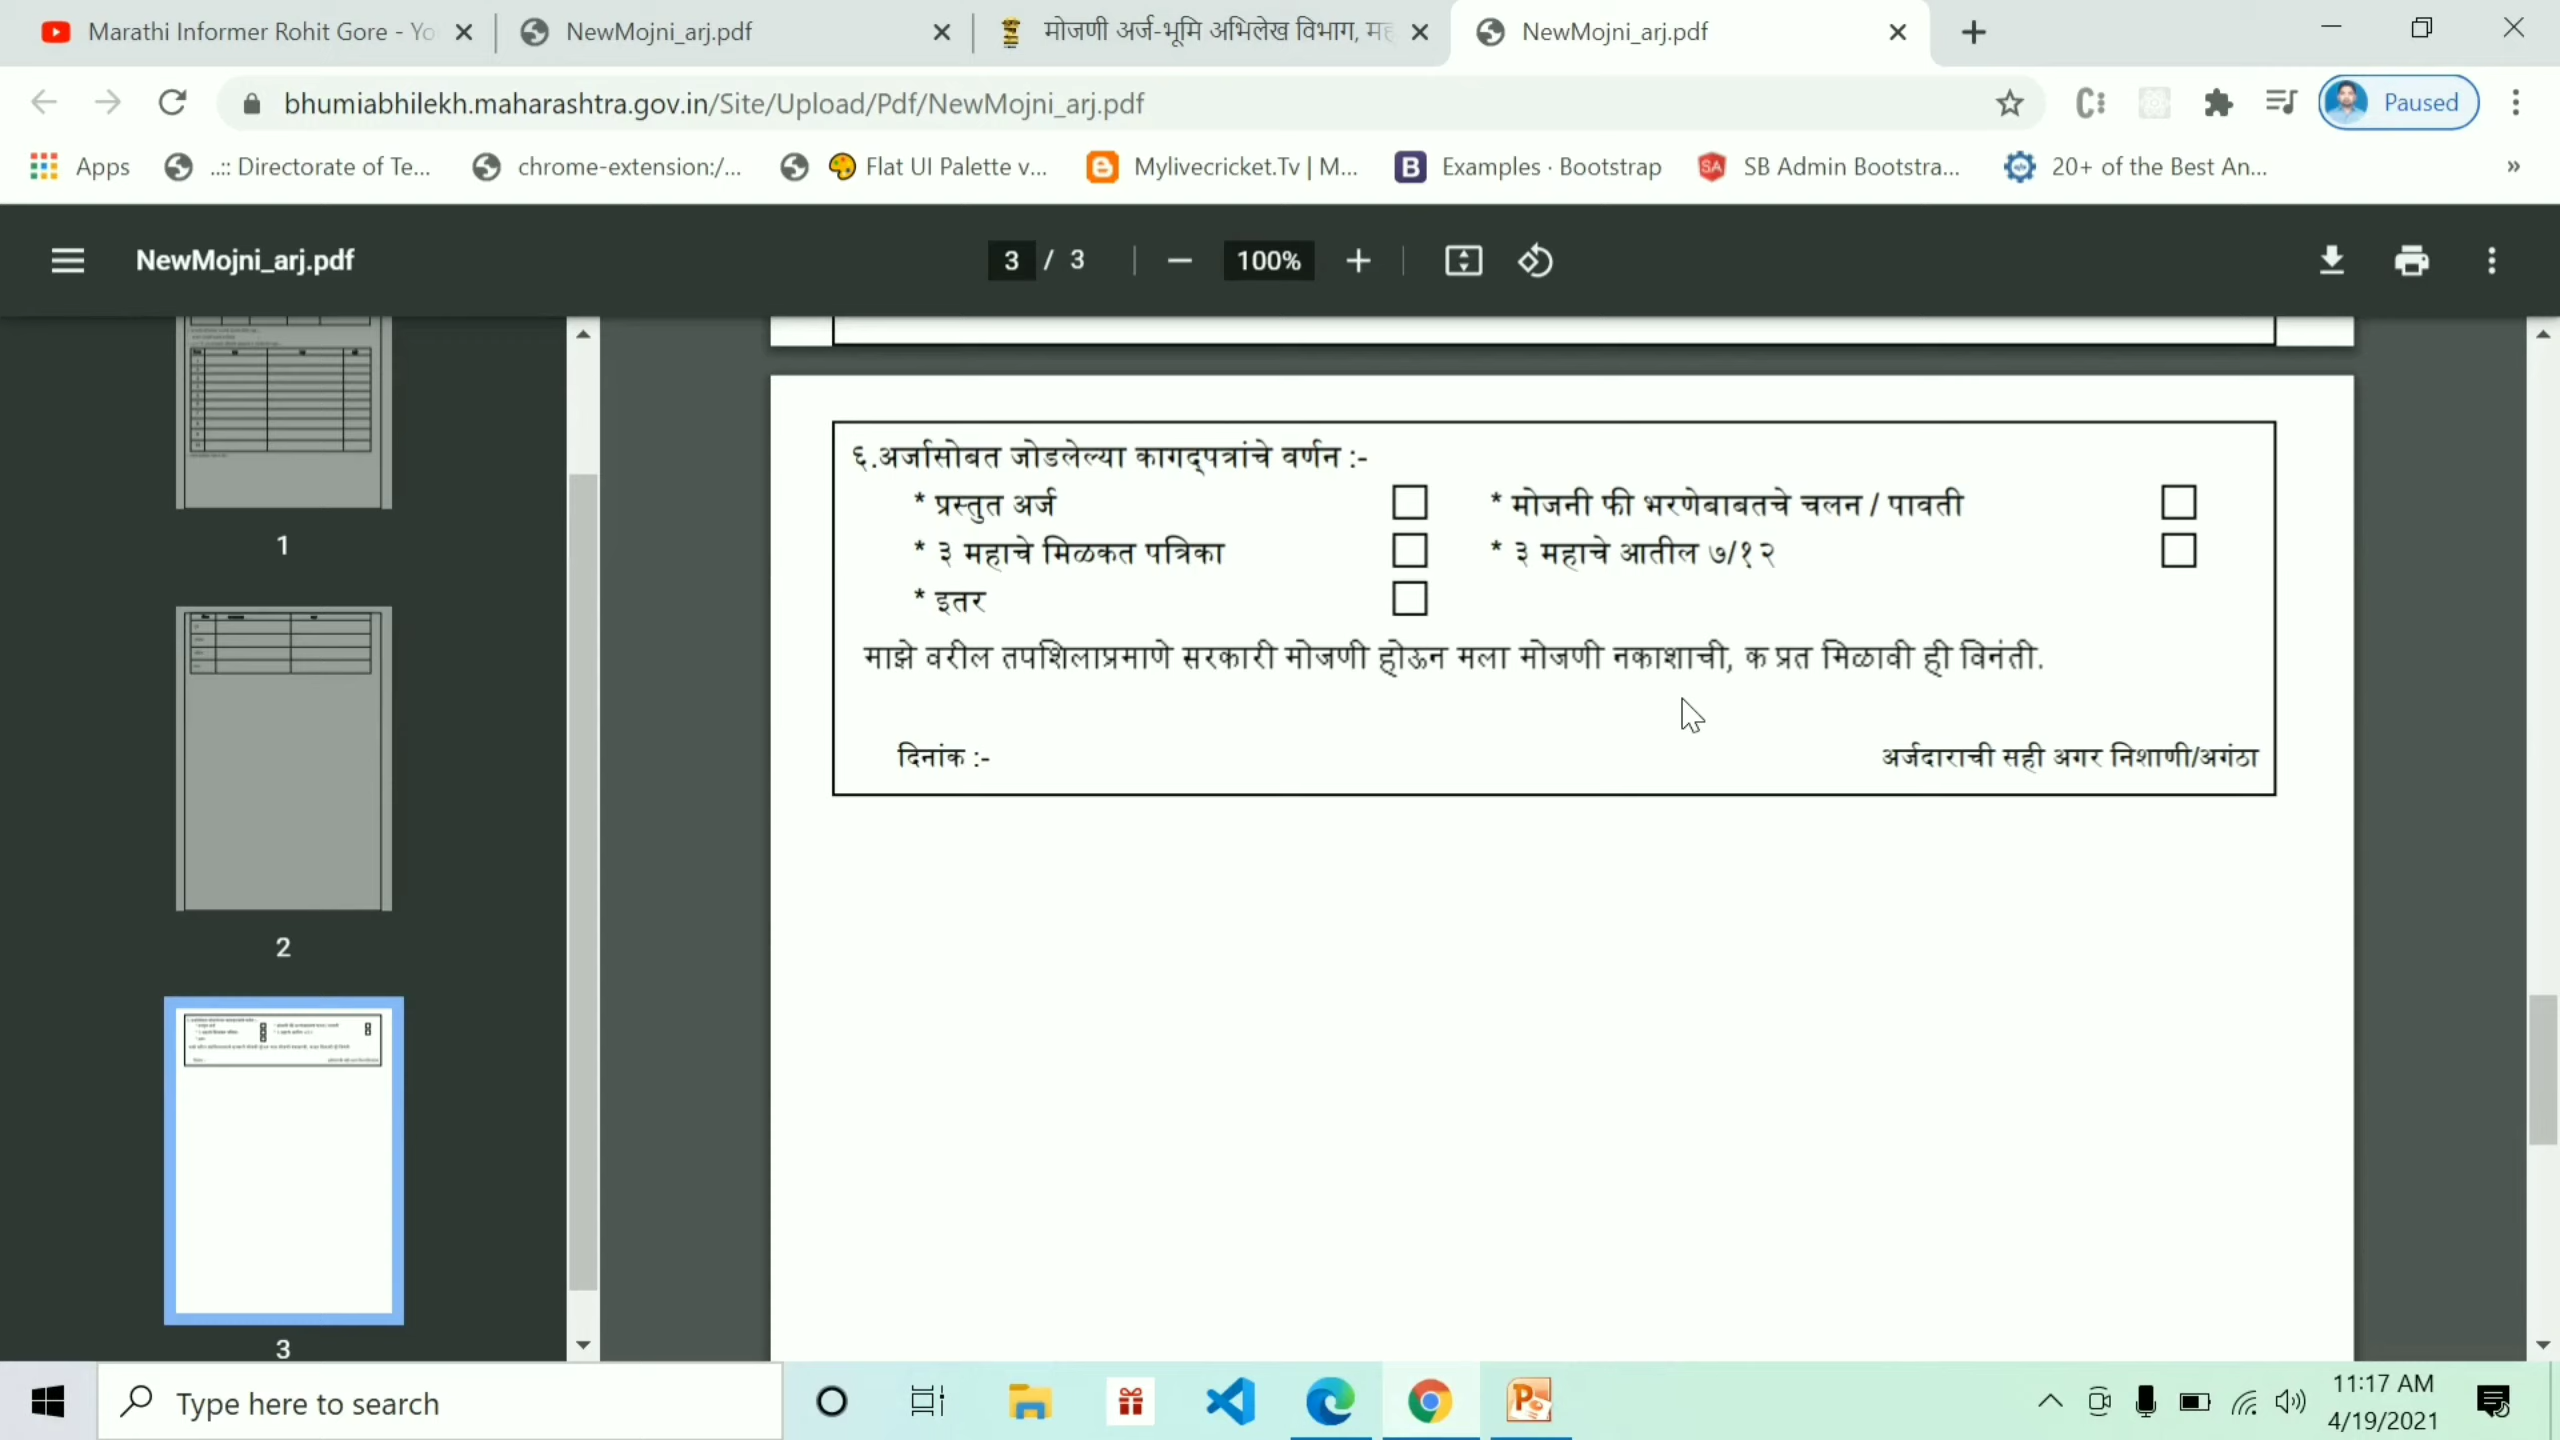 Marathi Informer Rohit Gore - Yo
NewMojni_arj.pdf
मोजणी अर्ज-भूमि अभिलेख विभाग, मह
NewMojni_arj.pdf
bhumiabhilekh.maharashtra.gov.in/Site/Upload/Pdf/NewMojni_arj.pdf
Paused
Apps
..:: Directorate of Te...
chrome-extension:/...
Flat UI Palette v...
Mylivecricket.Tv | M...
Examples · Bootstrap
SB Admin Bootstra...
20+ of the Best An...
»
NewMojni_arj.pdf
3 / 3
100%
1
2
3
६.अर्जासोबत जोडलेल्या कागद्पत्रांचे वर्णन :-
* प्रस्तुत अर्ज
* मोजनी फी भरणेबाबतचे चलन / पावती
* ३ महाचे मिळकत पत्रिका
* ३ महाचे आतील ७/१२
* इतर
माझे वरील तपशिलाप्रमाणे सरकारी मोजणी होऊन मला मोजणी नकाशाची, क प्रत मिळावी ही विनंती.
दिनांक :-
अर्जदाराची सही अगर निशाणी/अगंठा
Type here to search
11:17 AM
4/19/2021